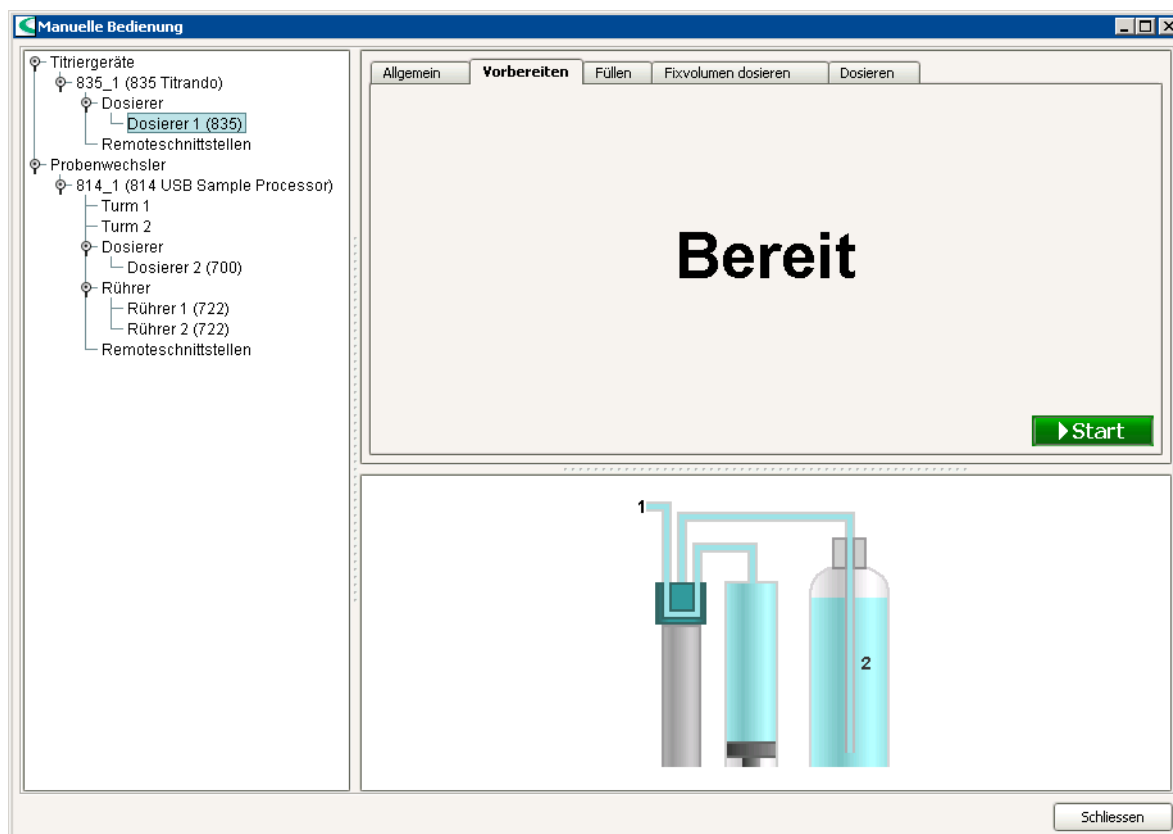 Manuelle Bedienung
Titriergeräte
835_1 (835 Titrando)
Dosierer
Dosierer 1 (835)
Remoteschnittstellen
Probenwechsler
814_1 (814 USB Sample Processor)
Turm 1
Turm 2
Dosierer
Dosierer 2 (700)
Rührer
Rührer 1 (722)
Rührer 2 (722)
Remoteschnittstellen
Allgemein Vorbereiten Füllen Fixvolumen dosieren Dosieren
Bereit
Start
1
2
Schliessen